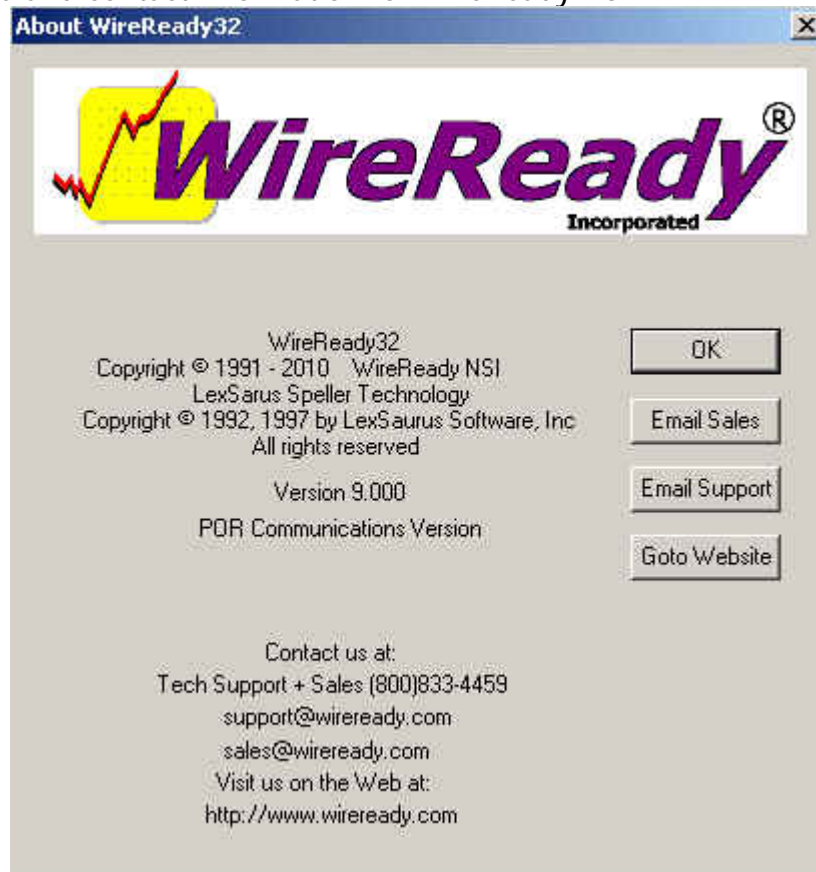 About WireReady32
WireReady®
Incorporated
WireReady32
Copyright © 1991 - 2010 WireReady NSI
LexSarus Speller Technology
Copyright © 1992, 1997 by LexSaurus Software, Inc
All rights reserved
Version 9.000
POR Communications Version
OK
Email Sales
Email Support
Goto Website
Contact us at:
Tech Support + Sales (800)833-4459
support@wireready.com
sales@wireready.com
Visit us on the Web at:
http://www.wireready.com